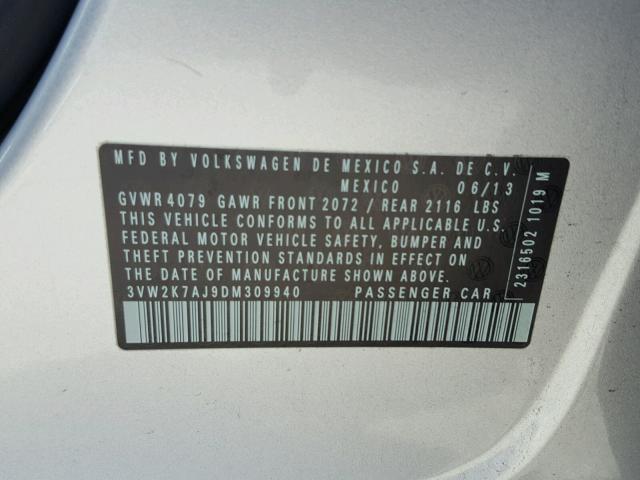 MFD BY VOLKSWAGEN DE MEXICO S.A. DE C.V.
MEXICO 06/13
GVWR 4079 GAWR FRONT 2072 / REAR 2116 LBS
THIS VEHICLE CONFORMS TO ALL APPLICABLE U.S.
FEDERAL MOTOR VEHICLE SAFETY, BUMPER AND
THEFT PREVENTION STANDARDS IN EFFECT ON
THE DATE OF MANUFACTURE SHOWN ABOVE.
3VW2K7AJ9DM309940 PASSENGER CAR
2316502 1019 M